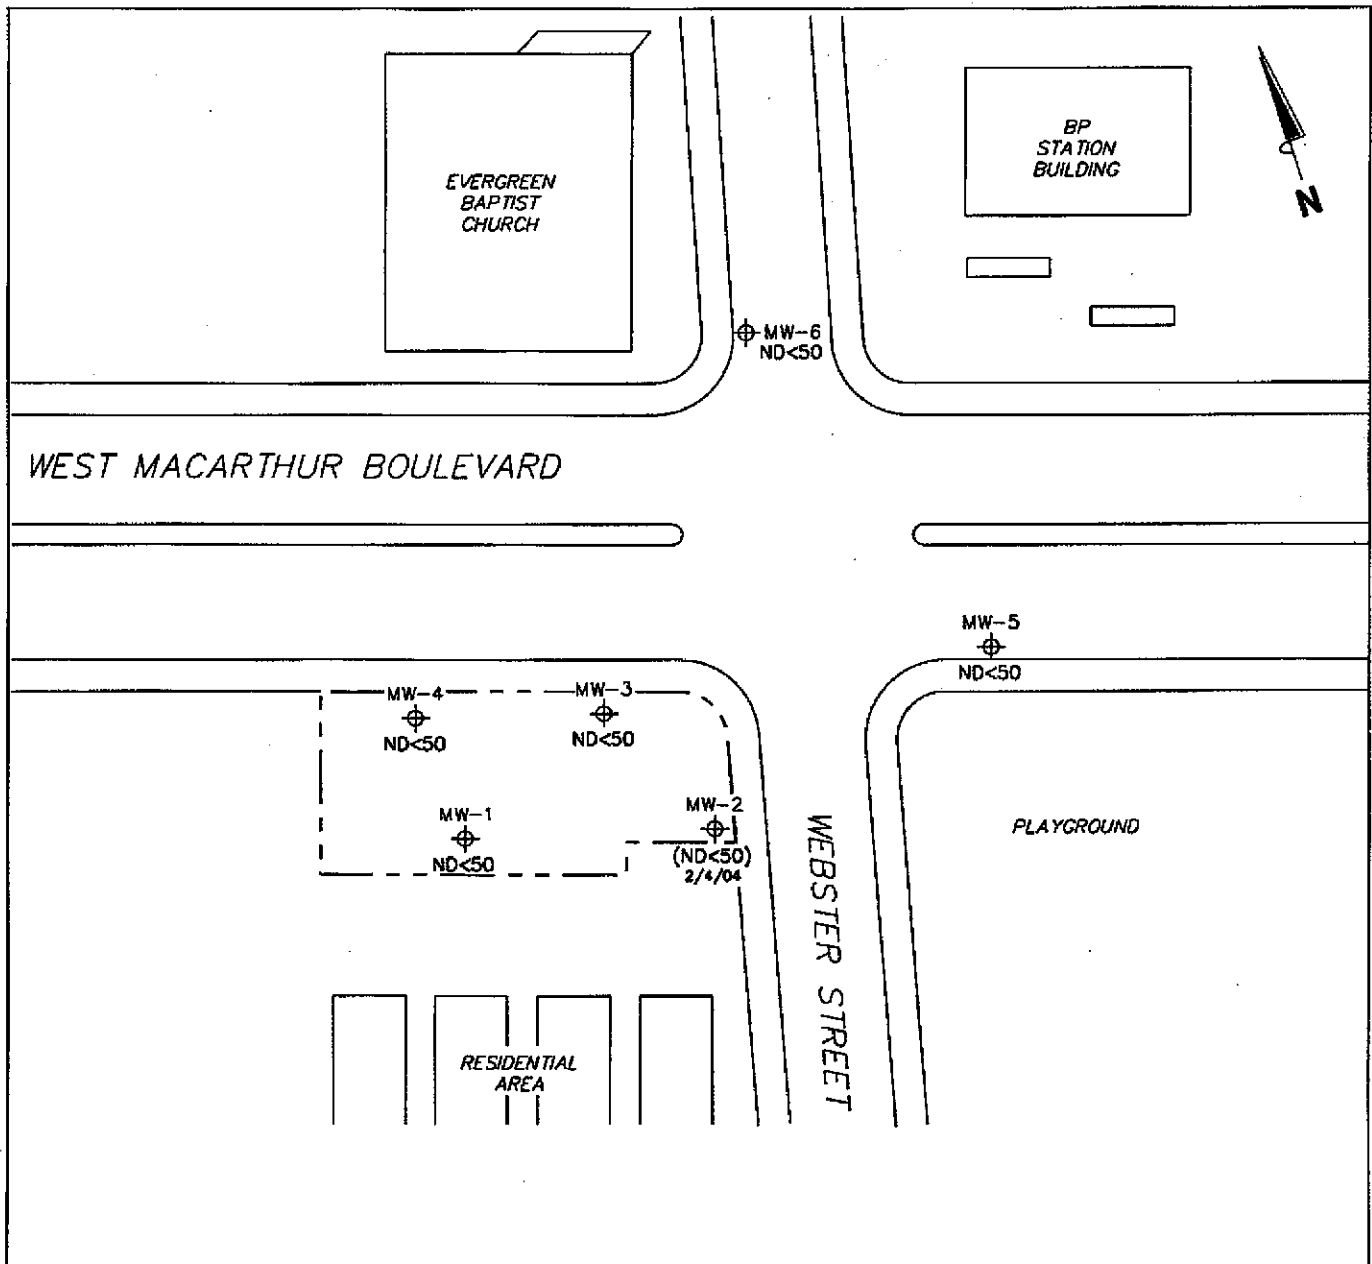 EVERGREEN
BAPTIST
CHURCH
BP
STATION
BUILDING
N
MW-6
ND<50
WEST MACARTHUR BOULEVARD
MW-5
ND<50
MW-4
ND<50
MW-3
ND<50
MW-1
ND<50
MW-2
(ND<50)
2/4/04
PLAYGROUND
WEBSTER STREET
RESIDENTIAL
AREA